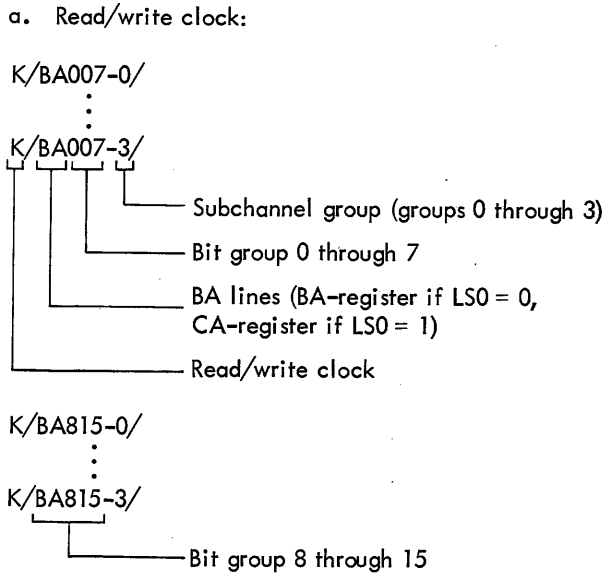 a. Read/write clock:
K/BA007-0/
K/BA007-3/
Subchannel group (groups 0 through 3)
Bit group 0 through 7
BA lines (BA-register if LS0 = 0,
CA-register if LS0 = 1)
Read/write clock
K/BA815-0/
K/BA815-3/
Bit group 8 through 15